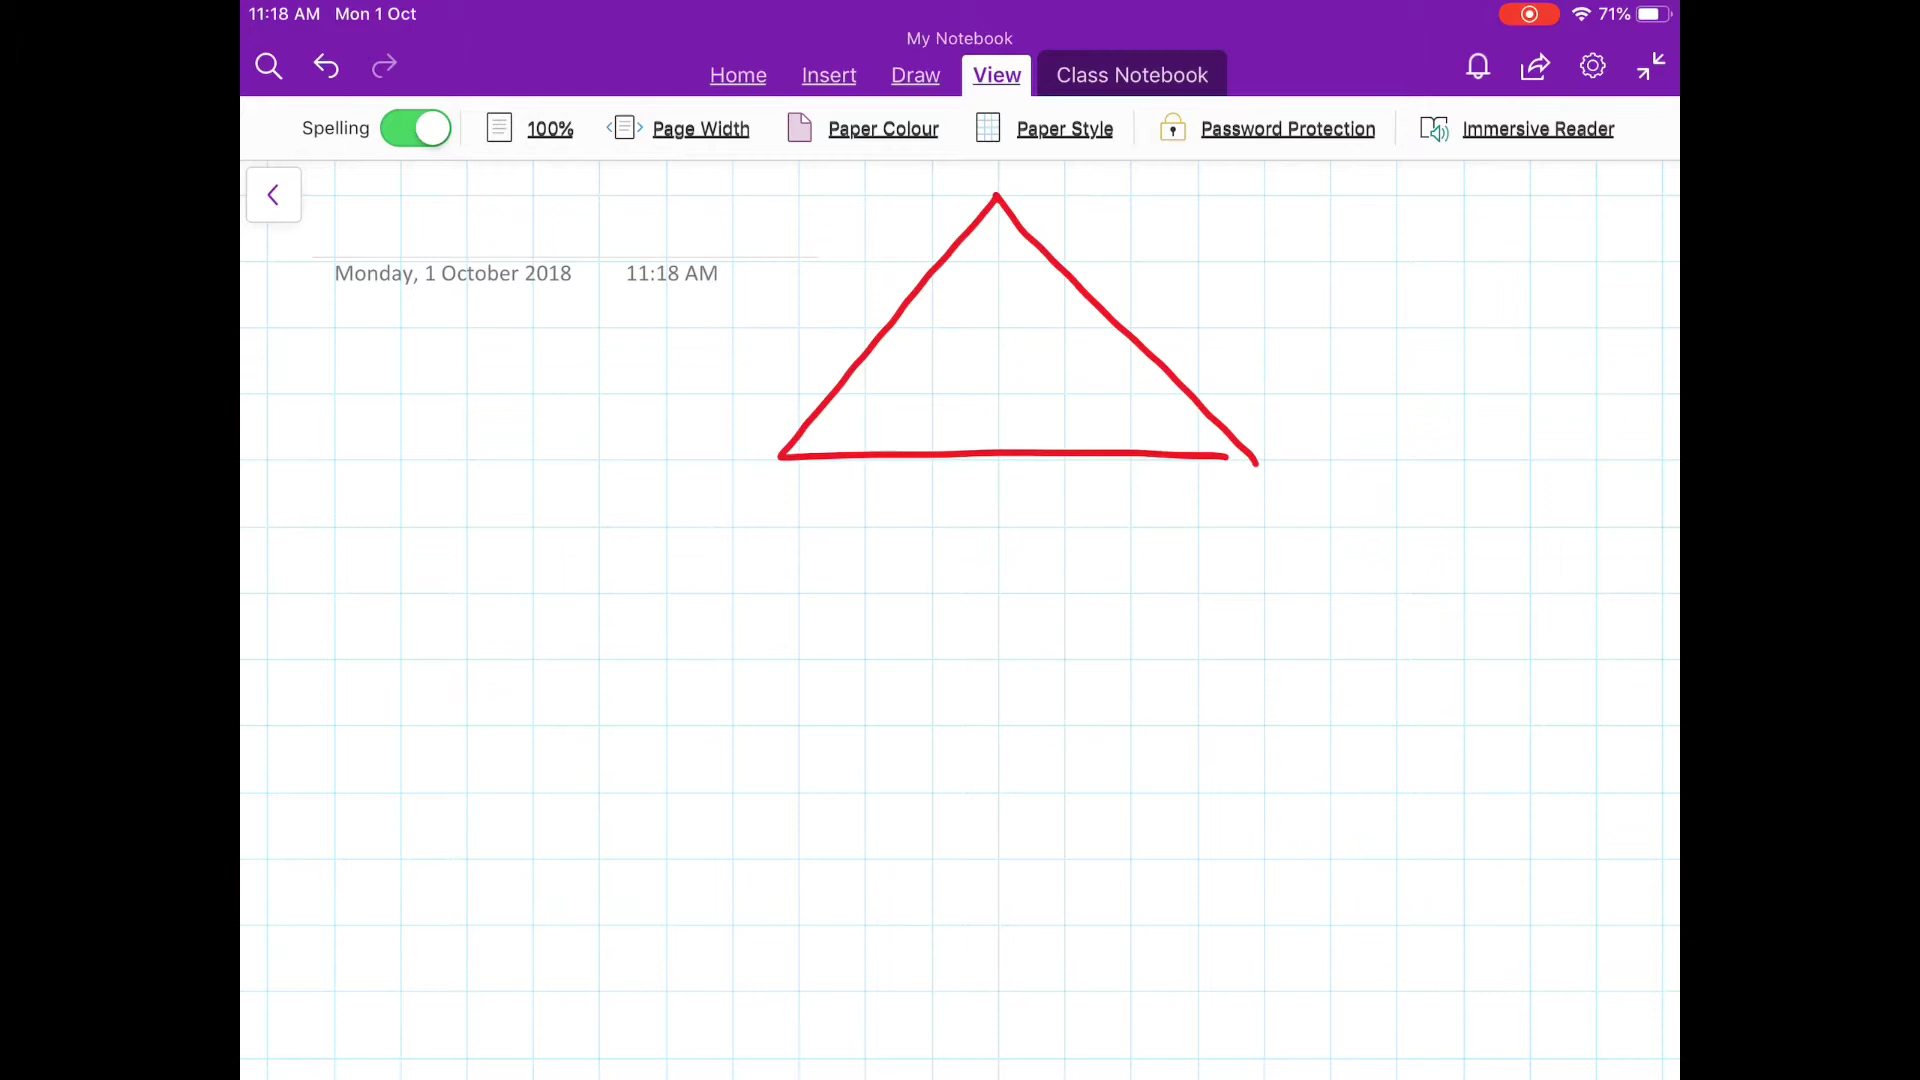 11:18 AM Mon 1 Oct 71%
My Notebook
Home Insert Draw View Class Notebook
Spelling 100% Page Width Paper Colour Paper Style Password Protection Immersive Reader
Monday, 1 October 2018 11:18 AM